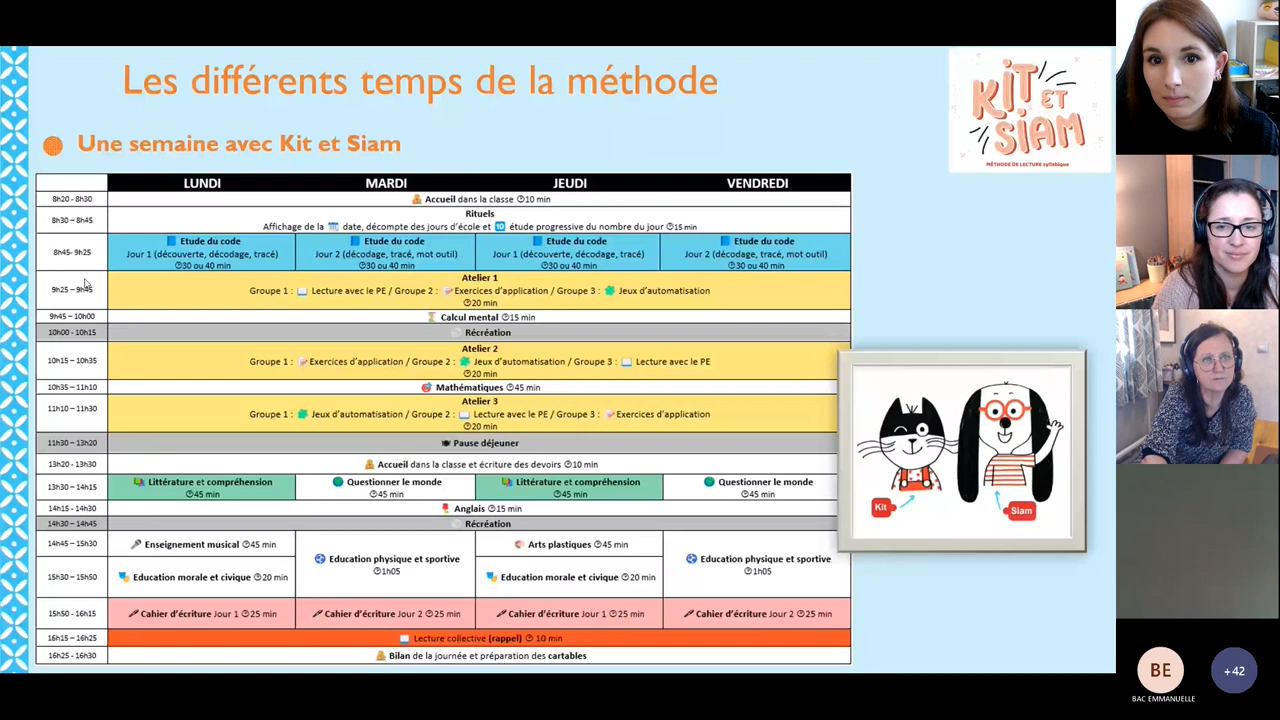 Les différents temps de la méthode
KiT
ET
SiAM
MÉTHODE DE LECTURE syllabique
Une semaine avec Kit et Siam
LUNDI MARDI JEUDI VENDREDI
8h20 - 8h30 Accueil dans la classe 10 min
8h30 – 8h45 Rituels
Affichage de la date, décompte des jours d'école et 10 étude progressive du nombre du jour 15 min
8h45- 9h25 Etude du code Etude du code Etude du code Etude du code
Jour 1 (découverte, décodage, tracé) Jour 2 (décodage, tracé, mot outil) Jour 1 (découverte, décodage, tracé) Jour 2 (décodage, tracé, mot outil)
30 ou 40 min 30 ou 40 min 30 ou 40 min 30 ou 40 min
Atelier 1
9h25 – 9h45 Groupe 1 : Lecture avec le PE / Groupe 2 : Exercices d'application / Groupe 3 : Jeux d'automatisation
20 min
9h45 – 10h00 Calcul mental 15 min
10h00 - 10h15 Récréation
Atelier 2
10h15 – 10h35 Groupe 1 : Exercices d'application / Groupe 2 : Jeux d'automatisation / Groupe 3 : Lecture avec le PE
20 min
10h35 – 11h10 Mathématiques 45 min
Atelier 3
11h10 – 11h30 Groupe 1 : Jeux d'automatisation / Groupe 2 : Lecture avec le PE / Groupe 3 : Exercices d'application
20 min
11h30 – 13h20 Pause déjeuner
13h20 - 13h30 Accueil dans la classe et écriture des devoirs 10 min
13h30 - 14h15 Littérature et compréhension Questionner le monde Littérature et compréhension Questionner le monde
45 min 45 min 45 min 45 min
14h15 - 14h30 Anglais 15 min
14h30 - 14h45 Récréation
14h45 – 15h30 Enseignement musical 45 min Education physique et sportive Arts plastiques 45 min Education physique et sportive
1h05 1h05
15h30 – 15h50 Education morale et civique 20 min Education morale et civique 20 min
15h50 - 16h15 Cahier d'écriture Jour 1 25 min Cahier d'écriture Jour 2 25 min Cahier d'écriture Jour 1 25 min Cahier d'écriture Jour 2 25 min
16h15 – 16h25 Lecture collective (rappel) 10 min
16h25 - 16h30 Bilan de la journée et préparation des cartables
Kit
Siam
BE
BAC EMMANUELLE
+42